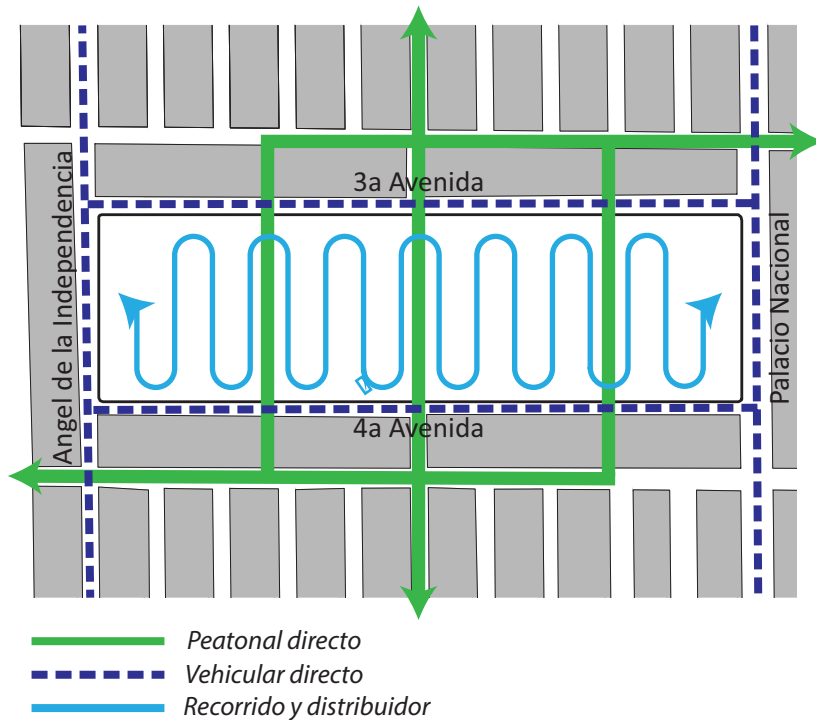 3a Avenida
Angel de la Independencia
Palacio Nacional
4a Avenida
Peatonal directo
Vehicular directo
Recorrido y distribuidor